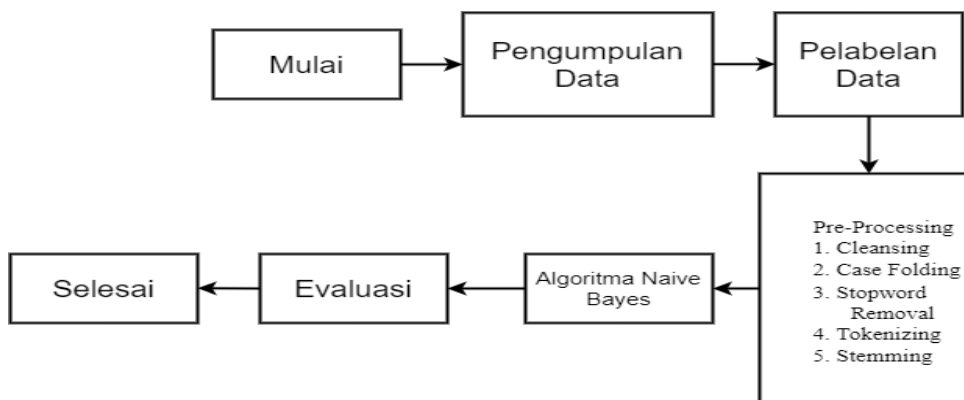 Mulai
Pengumpulan
Data
Pelabelan
Data
Pre-Processing
1. Cleansing
2. Case Folding
3. Stopword
Removal
4. Tokenizing
5. Stemming
Algoritma Naive
Bayes
Evaluasi
Selesai